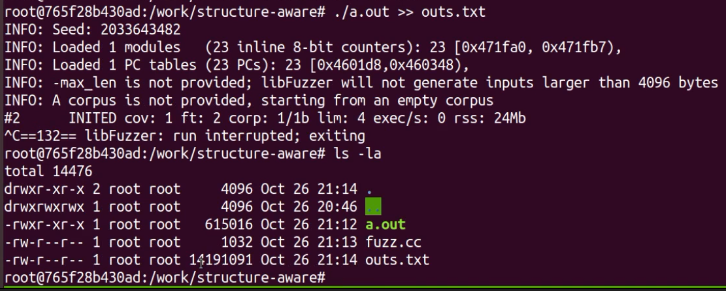 root@765f28b430ad:/work/structure-aware# ./a.out >> outs.txt
INFO: Seed: 2033643482
INFO: Loaded 1 modules   (23 inline 8-bit counters): 23 [0x471fa0, 0x471fb7),
INFO: Loaded 1 PC tables (23 PCs): 23 [0x4601d8,0x460348),
INFO: -max_len is not provided; libFuzzer will not generate inputs larger than 4096 bytes
INFO: A corpus is not provided, starting from an empty corpus
#2      INITED cov: 1 ft: 2 corp: 1/1b lim: 4 exec/s: 0 rss: 24Mb
^C==132== libFuzzer: run interrupted; exiting
root@765f28b430ad:/work/structure-aware# ls -la
total 14476
drwxr-xr-x 2 root root     4096 Oct 26 21:14 .
drwxrwxrwx 1 root root     4096 Oct 26 20:46 ..
-rwxr-xr-x 1 root root   615016 Oct 26 21:12 a.out
-rw-r--r-- 1 root root     1032 Oct 26 21:13 fuzz.cc
-rw-r--r-- 1 root root 14191091 Oct 26 21:14 outs.txt
root@765f28b430ad:/work/structure-aware#